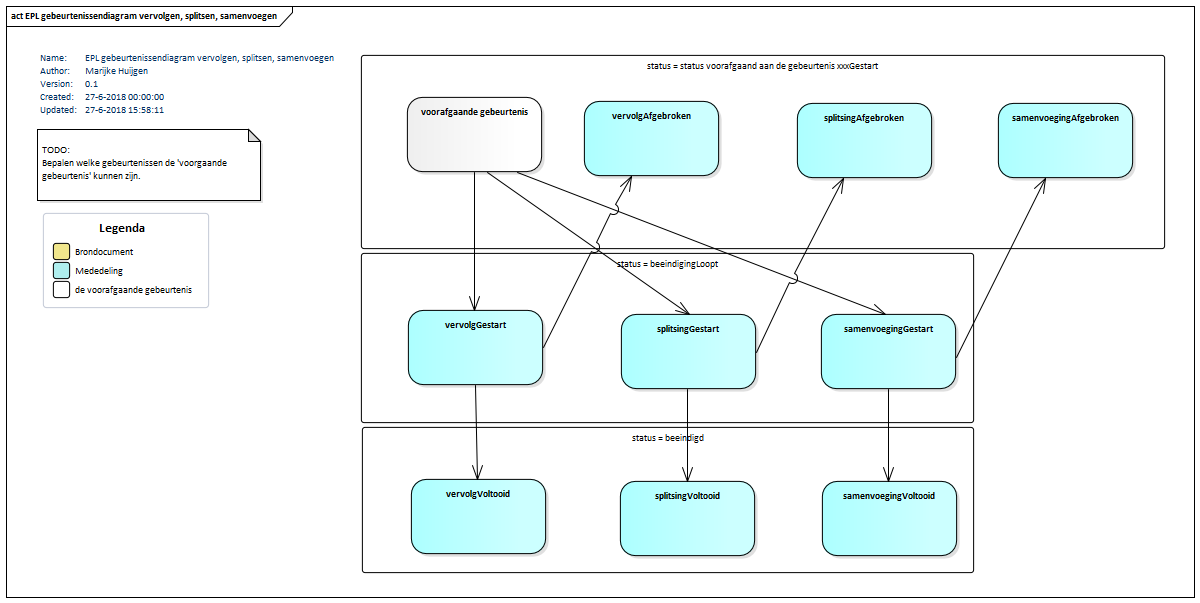 act EPL gebeurtenissendiagram vervolgen, splitsen, samenvoegen
Name: EPL gebeurtenissendiagram vervolgen, splitsen, samenvoegen
Author: Marijke Huijgen
Version: 0.1
Created: 27-6-2018 00:00:00
Updated: 27-6-2018 15:58:11
TODO:
Bepalen welke gebeurtenissen de 'voorgaande
gebeurtenis' kunnen zijn.
Legenda
Brondocument
Mededeling
de voorafgaande gebeurtenis
status = status voorafgaand aan de gebeurtenis xxxGestart
voorafgaande gebeurtenis
vervolgAfgebroken
splitsingAfgebroken
samenvoegingAfgebroken
status = beeindigingLoopt
vervolgGestart
splitsingGestart
samenvoegingGestart
status = beeindigd
vervolgVoltooid
splitsingVoltooid
samenvoegingVoltooid